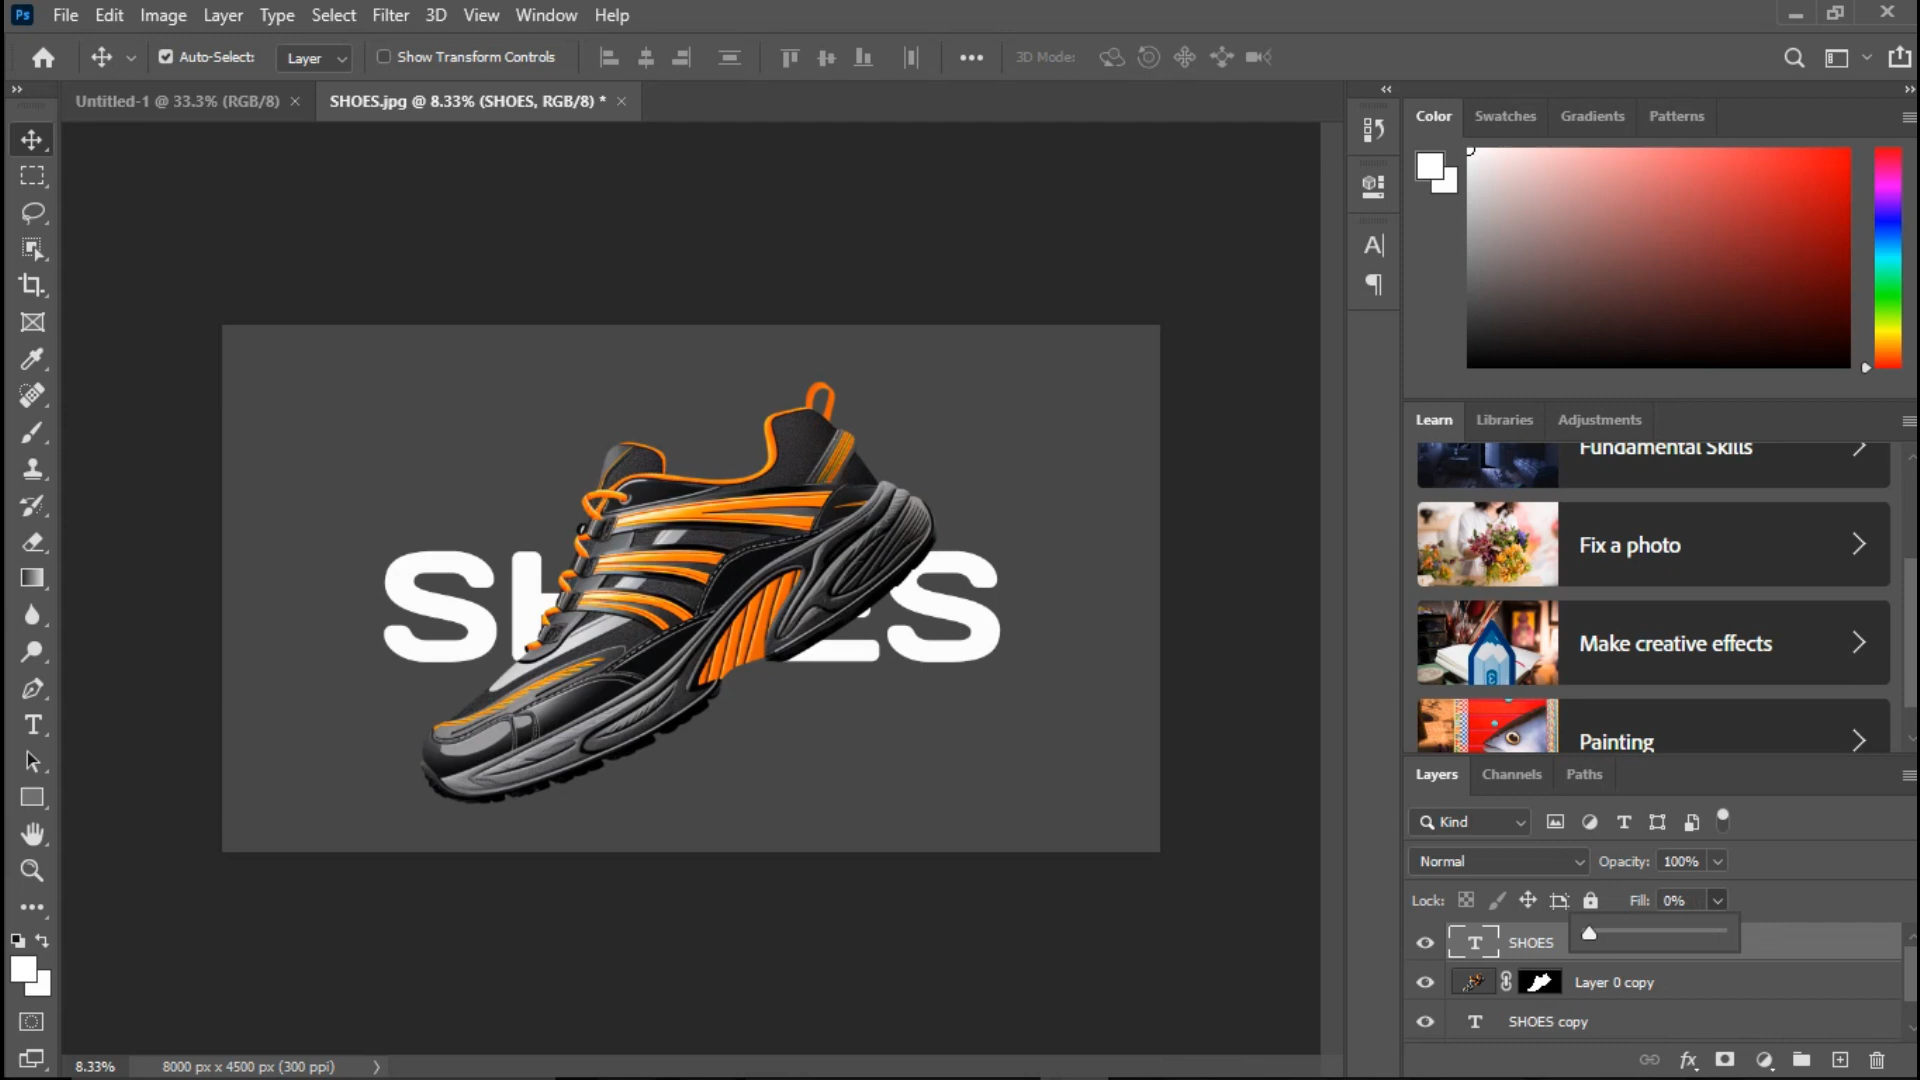 Ps File Edit Image Layer Type Select Filter 3D View Window Help
Auto-Select: Layer Show Transform Controls 3D Mode:
Untitled-1 @ 33.3% (RGB/8) × SHOES.jpg @ 8.33% (SHOES, RGB/8) * ×
Color Swatches Gradients Patterns
Learn Libraries Adjustments
Fundamental Skills
Fix a photo
Make creative effects
Painting
SHOES
Layers Channels Paths
Kind
Normal Opacity: 100%
Lock: Fill: 0%
SHOES
Layer 0 copy
SHOES copy
8.33% 8000 px x 4500 px (300 ppi)